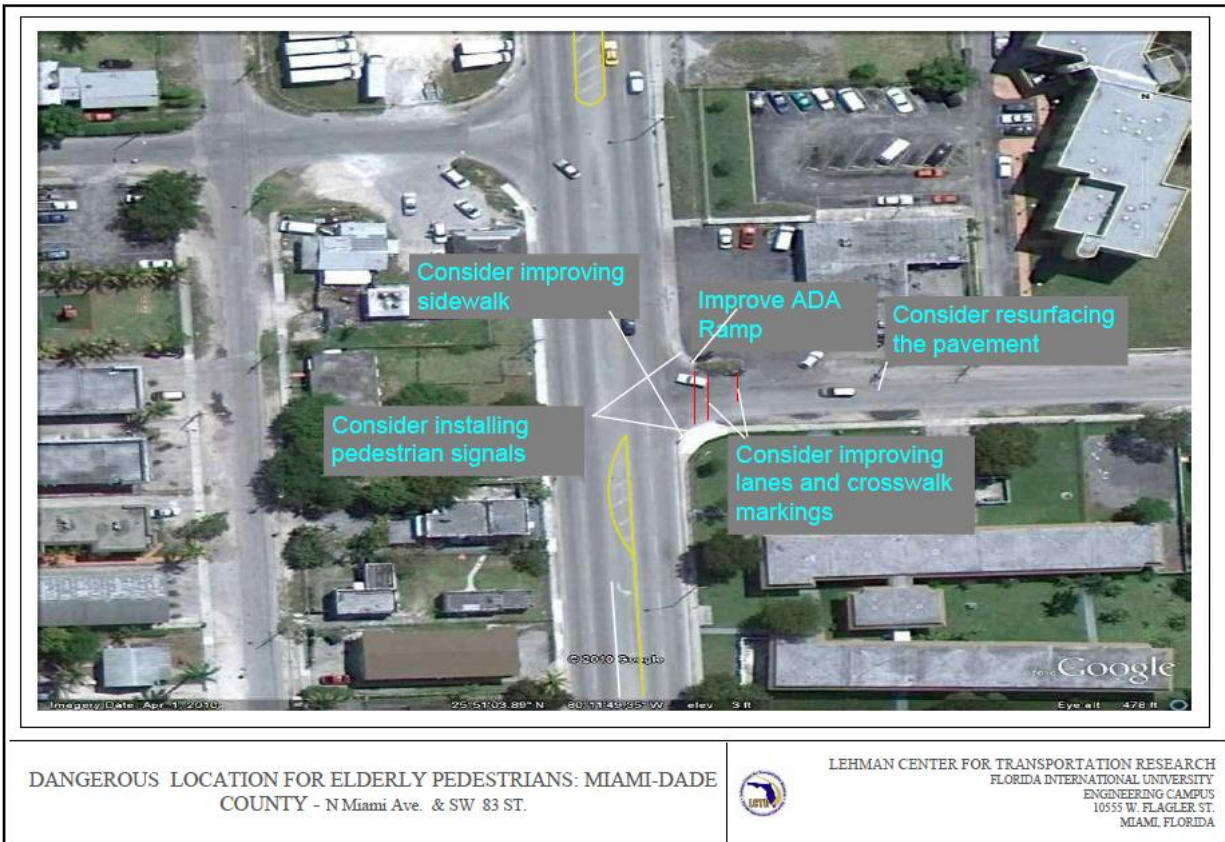 N
Consider improving
sidewalk
Improve ADA
Ramp
Consider resurfacing
the pavement
Consider installing
pedestrian signals
Consider improving
lanes and crosswalk
markings
© 2010 Google
Google
Imagery Date: Apr 1, 2010
25°51'03.89" N 80°11'49.35" W elev 3 ft
Eye alt 478 ft
DANGEROUS LOCATION FOR ELDERLY PEDESTRIANS: MIAMI-DADE
COUNTY - N Miami Ave. & SW 83 ST.
LCTR
LEHMAN CENTER FOR TRANSPORTATION RESEARCH
FLORIDA INTERNATIONAL UNIVERSITY
ENGINEERING CAMPUS
10555 W. FLAGLER ST.
MIAMI, FLORIDA